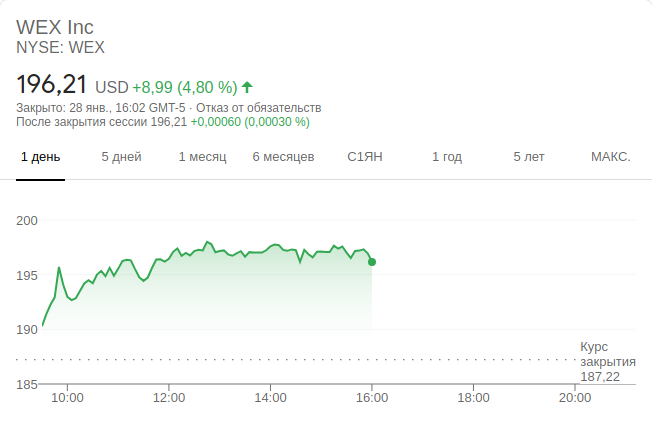 WEX Inc
NYSE: WEX
196,21 USD +8,99 (4,80 %)
Закрыто: 28 янв., 16:02 GMT-5 · Отказ от обязательств
После закрытия сессии 196,21 +0,00060 (0,00030 %)
1 день 5 дней 1 месяц 6 месяцев С1ЯН 1 год 5 лет МАКС.
200
195
190
Курс
закрытия
187,22
185
10:00 12:00 14:00 16:00 18:00 20:00